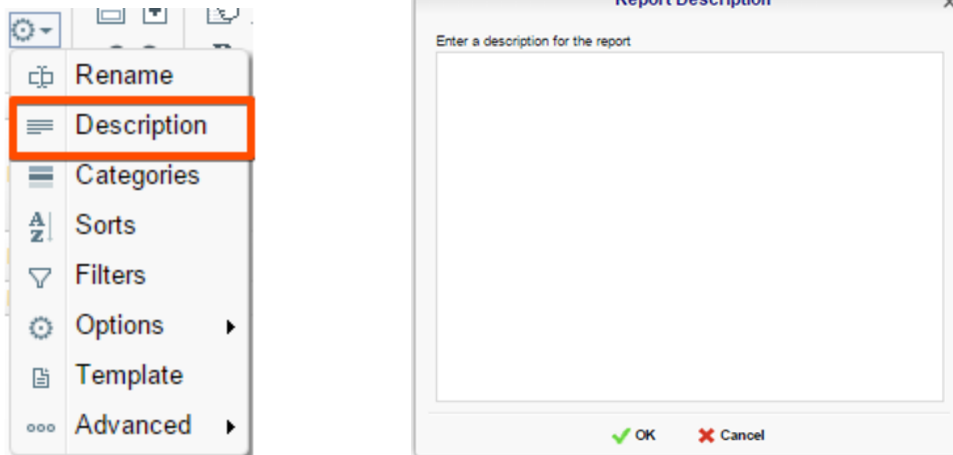 Rename
Description
Categories
Sorts
Filters
Options
Template
Advanced
Report Description
Enter a description for the report
OK
Cancel